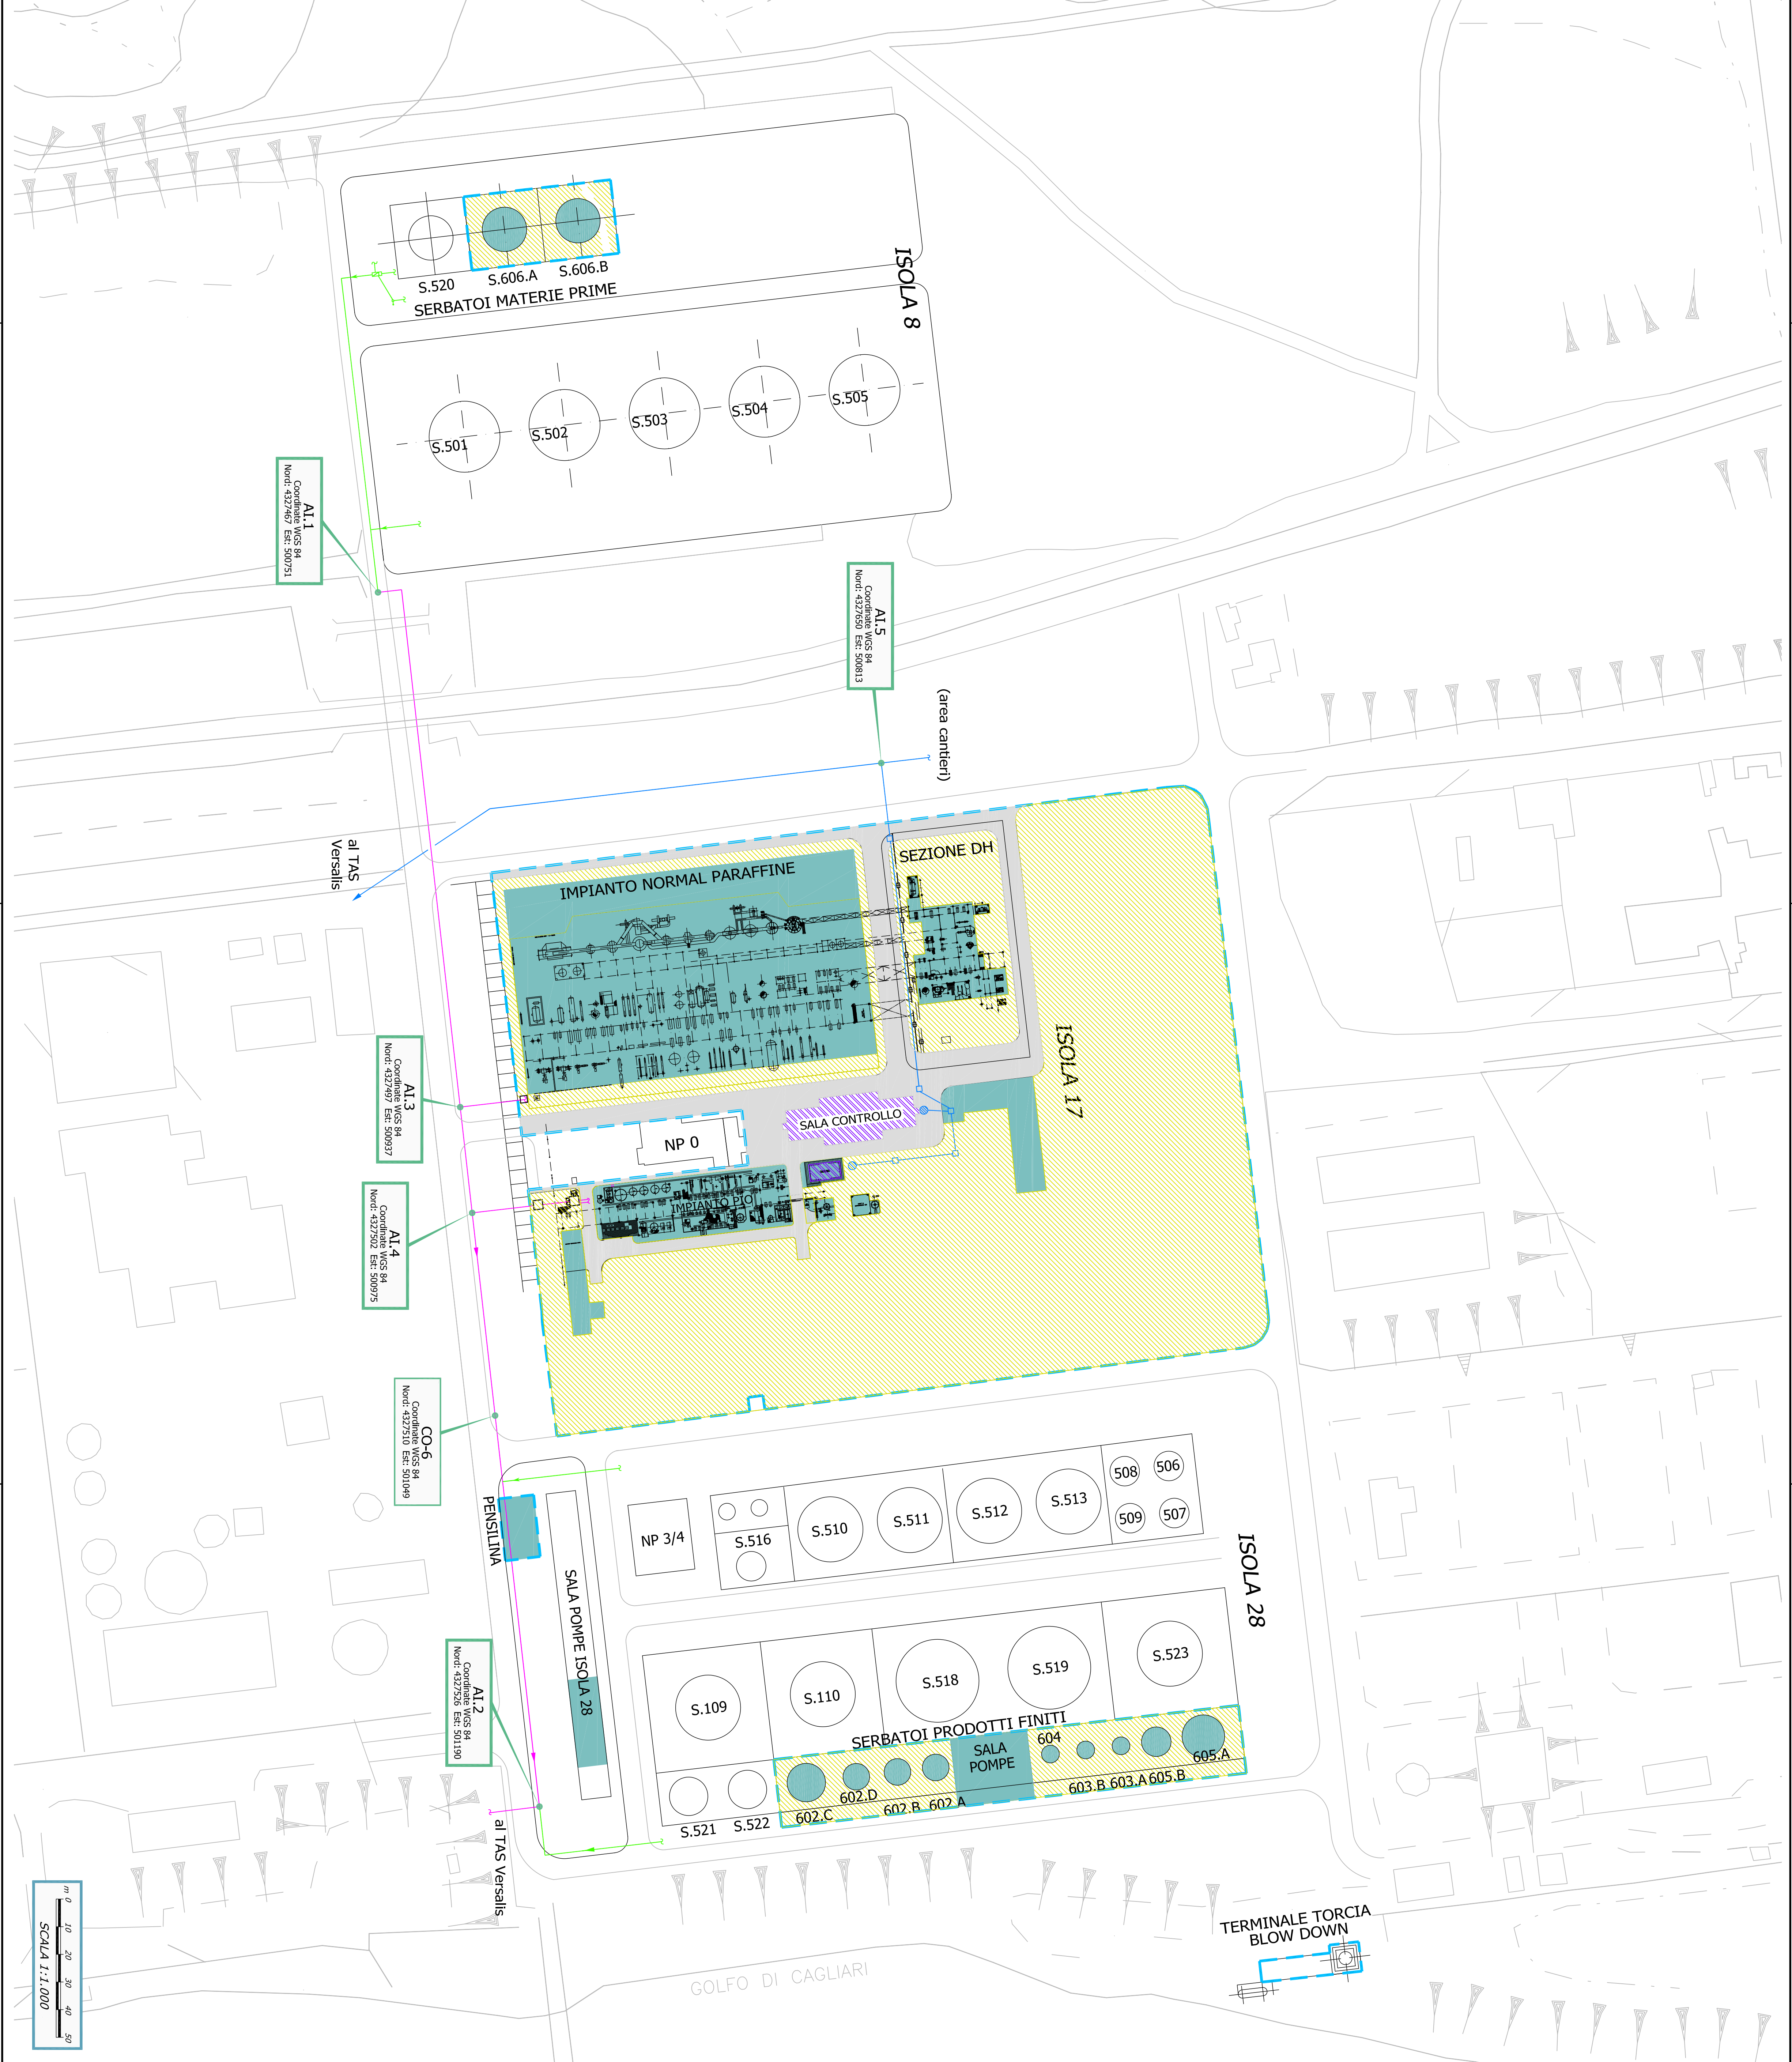 ISOLA 8
S.520
S.606.A
S.606.B
SERBATOI MATERIE PRIME
S.501
S.502
S.503
S.504
S.505
AI.1
Coordinate WGS 84
Nord: 4327467 Est: 500751
AI.5
Coordinate WGS 84
Nord: 4327650 Est: 500813
(area cantieri)
al TAS
Versalis
IMPIANTO NORMAL PARAFFINE
SEZIONE DH
ISOLA 17
AI.3
Coordinate WGS 84
Nord: 4327497 Est: 500937
SALA CONTROLLO
NP 0
IMPIANTO PIO
AI.4
Coordinate WGS 84
Nord: 4327502 Est: 500975
CO-6
Coordinate WGS 84
Nord: 4327510 Est: 501049
PENSILINA
SALA POMPE ISOLA 28
NP 3/4
S.516
S.510
S.511
S.512
S.513
508
506
509
507
ISOLA 28
S.109
S.110
S.518
S.519
S.523
SERBATOI PRODOTTI FINITI
SALA
POMPE
604
605.A
602.C
602.D
602.B
602.A
603.B
603.A
605.B
S.521
S.522
AI.2
Coordinate WGS 84
Nord: 4327526 Est: 501190
al TAS Versalis
TERMINALE TORCIA
BLOW DOWN
GOLFO DI CAGLIARI
m 0 10 20 30 40 50
SCALA 1:1.000